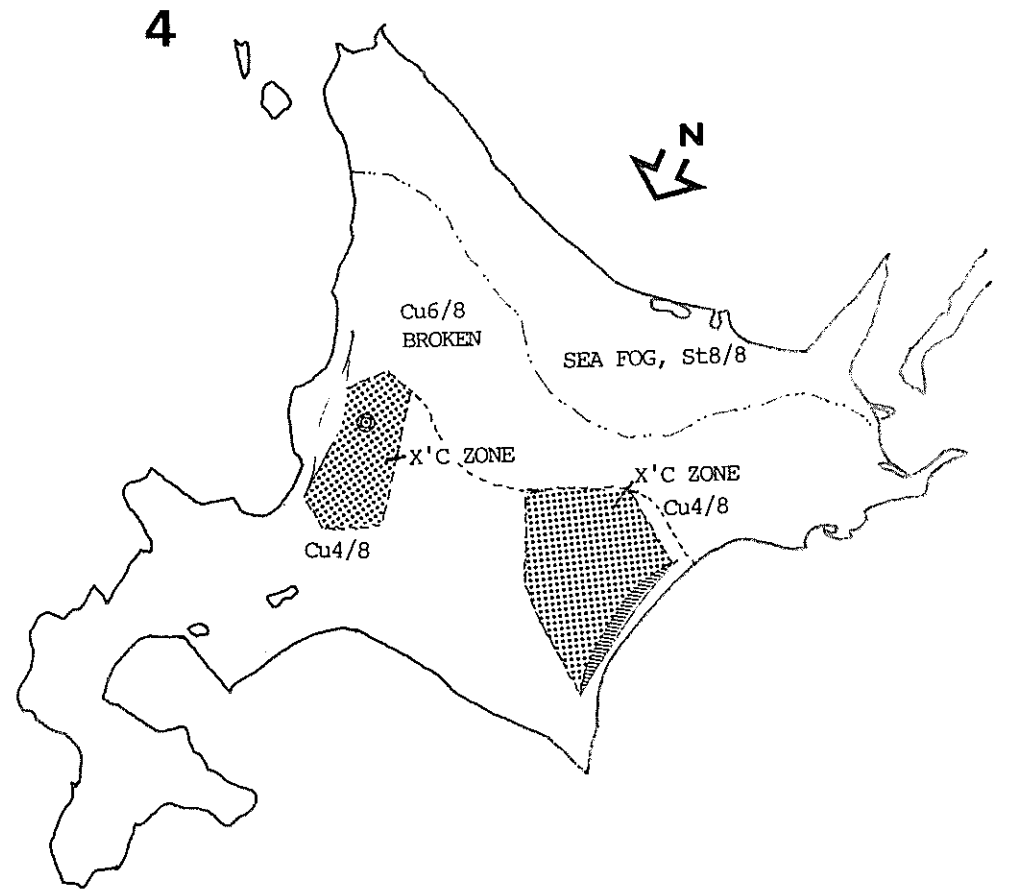 4
N
Cu6/8
BROKEN
SEA FOG, St8/8
X'C ZONE
X'C ZONE
Cu4/8
Cu4/8